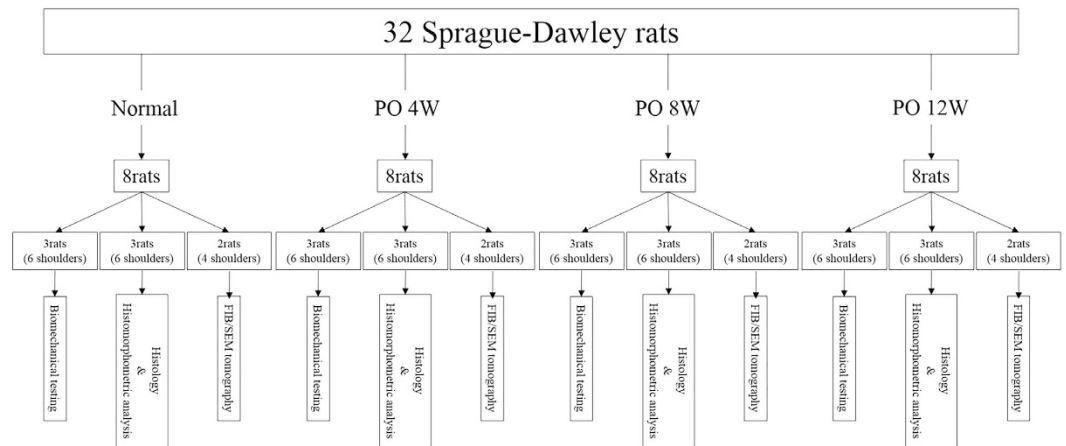 32 Sprague-Dawley rats
Normal
PO 4W
PO 8W
PO 12W
8rats
8rats
8rats
8rats
3rats
(6 shoulders)
3rats
(6 shoulders)
2rats
(4 shoulders)
3rats
(6 shoulders)
3rats
(6 shoulders)
2rats
(4 shoulders)
3rats
(6 shoulders)
3rats
(6 shoulders)
2rats
(4 shoulders)
3rats
(6 shoulders)
3rats
(6 shoulders)
2rats
(4 shoulders)
Biomechanical testing
Histology
&
Histomorphometric analysis
FIB/SEM tomography
Biomechanical testing
Histology
&
Histomorphometric analysis
FIB/SEM tomography
Biomechanical testing
Histology
&
Histomorphometric analysis
FIB/SEM tomography
Biomechanical testing
Histology
&
Histomorphometric analysis
FIB/SEM tomography